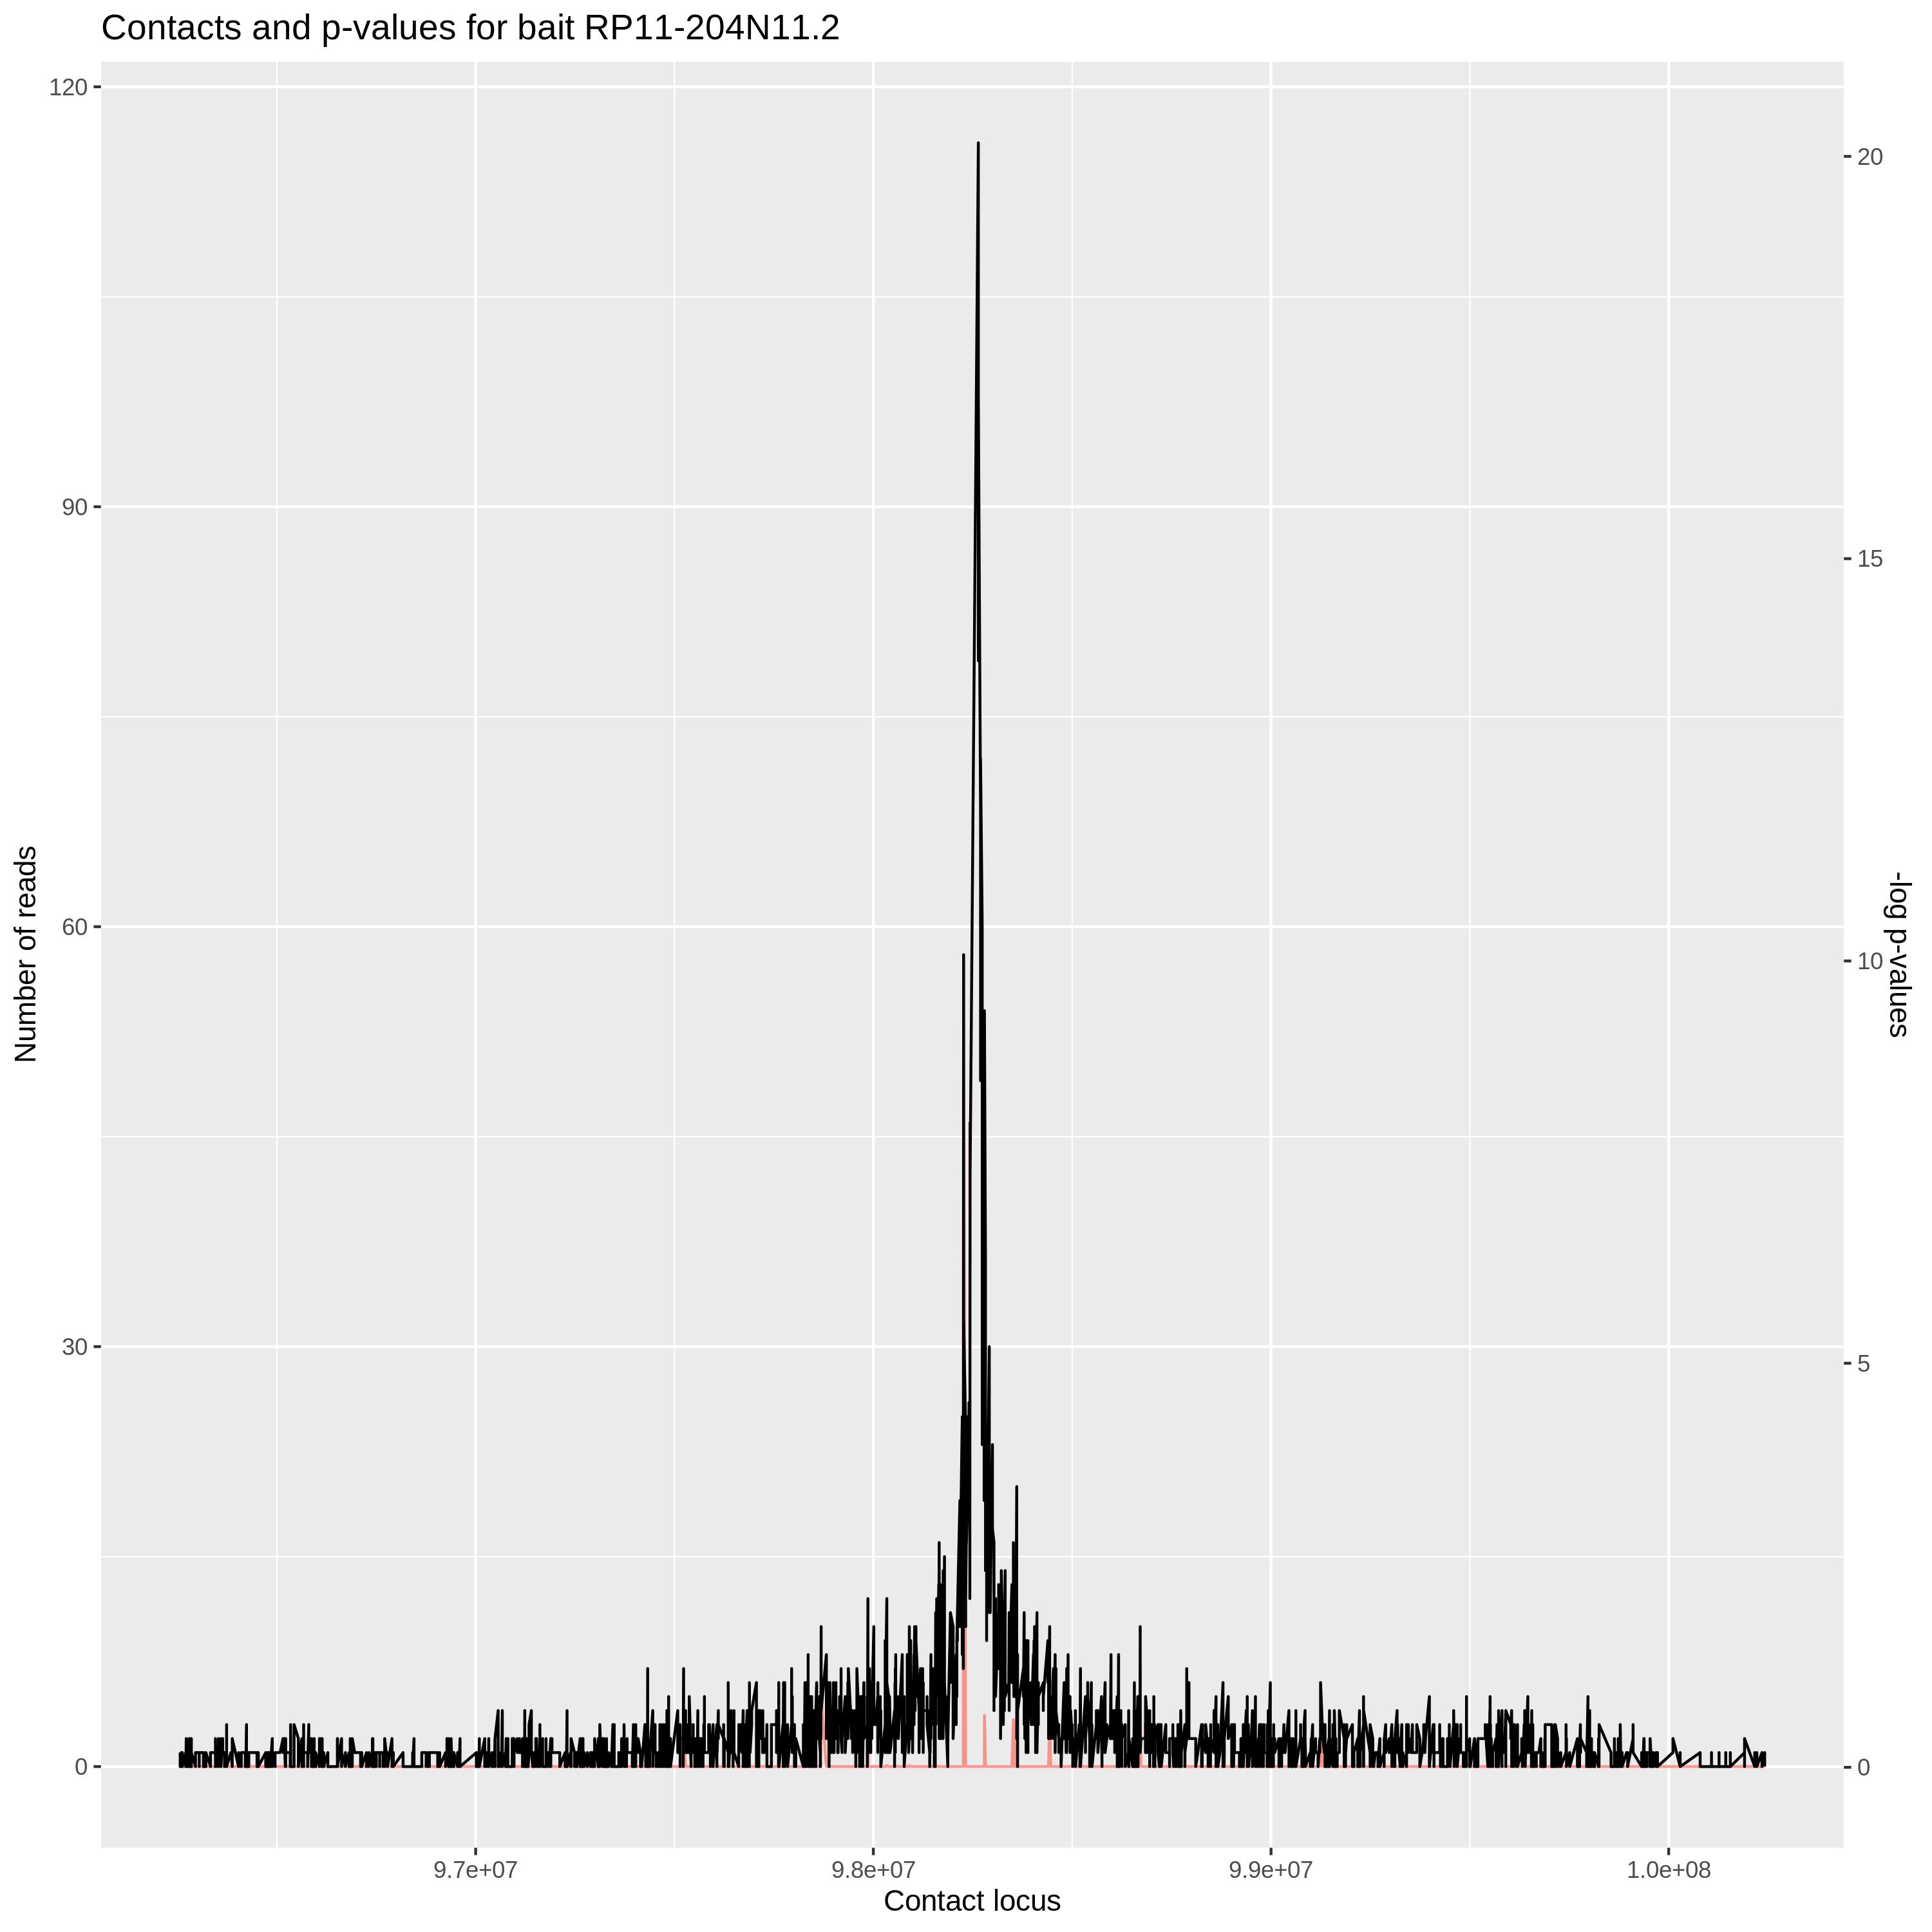 Contacts and p-values for bait RP11-204N11.2
120
90
60
30
0
Number of reads
20
15
10
5
0
-log p-values
9.7e+07
9.8e+07
9.9e+07
1.0e+08
Contact locus